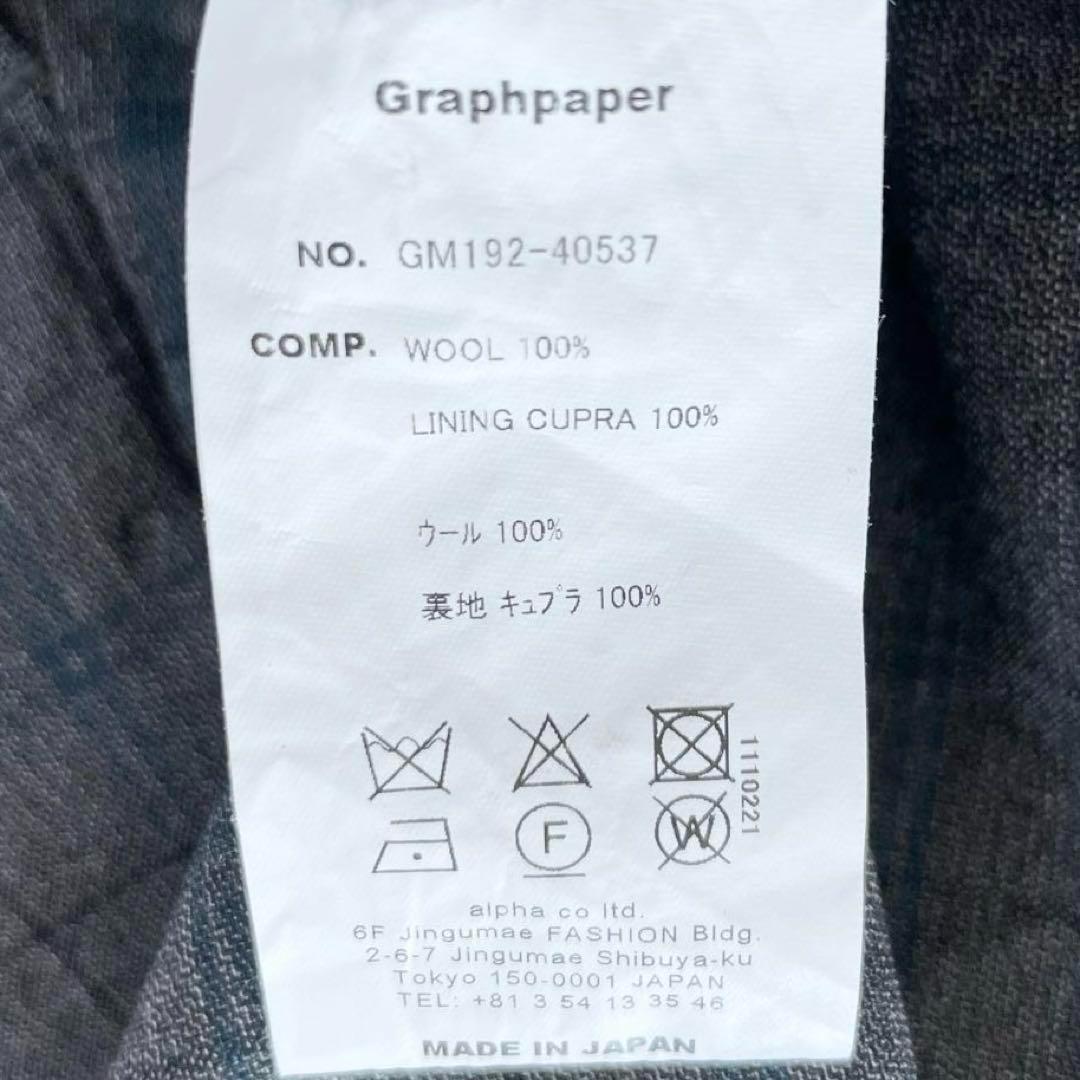 Graphpaper
NO. GM192-40537
COMP. WOOL 100%
LINING CUPRA 100%
ウール 100%
裏地 キュプラ 100%
1110221
F
W
alpha co ltd.
6F Jingumae FASHION Bldg.
2-6-7 Jingumae Shibuya-ku
Tokyo 150-0001 JAPAN
TEL: +81 3 54 13 35 46
MADE IN JAPAN